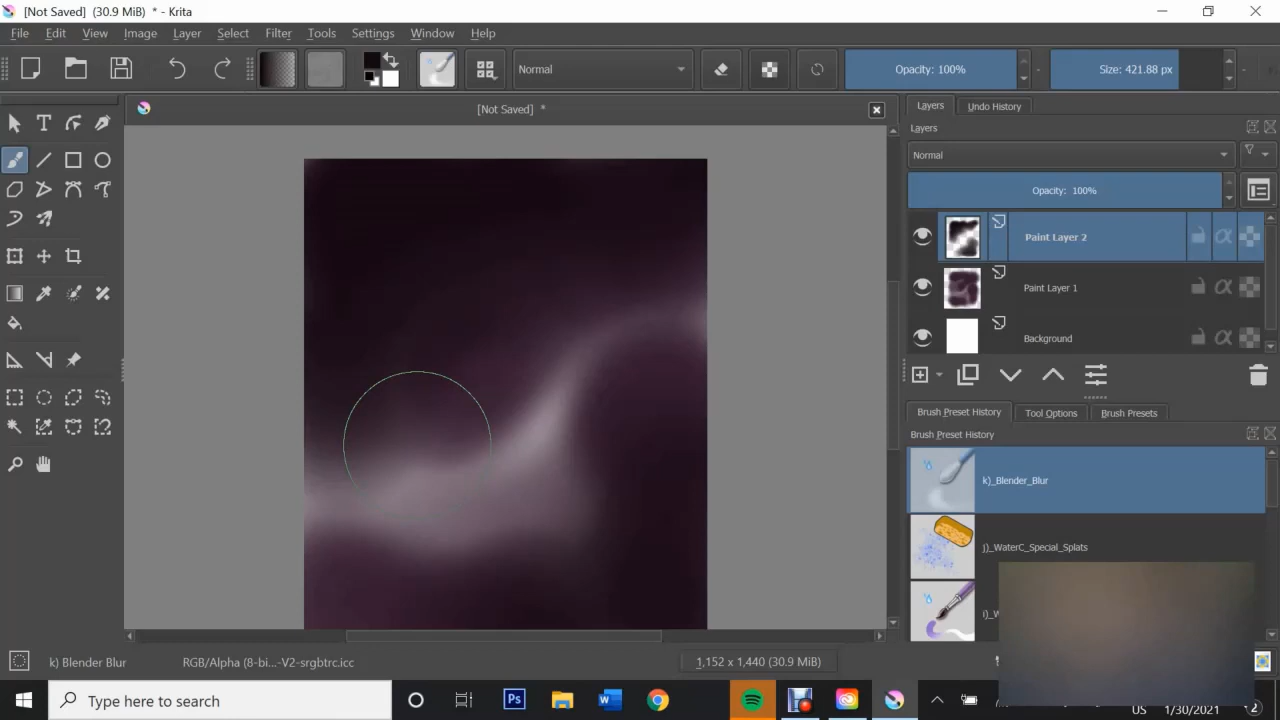 [Not Saved] (30.9 MiB) * - Krita
File Edit View Image Layer Select Filter Tools Settings Window Help
Normal
Opacity: 100%
Size: 421.88 px
[Not Saved] *
Layers Undo History
Layers
Normal
Opacity: 100%
Paint Layer 2
Paint Layer 1
Background
Brush Preset History Tool Options Brush Presets
Brush Preset History
k)_Blender_Blur
j)_WaterC_Special_Splats
k) Blender Blur
RGB/Alpha (8-bi...-V2-srgbtrc.icc
1,152 x 1,440 (30.9 MiB)
Type here to search
US
1/30/2021
2